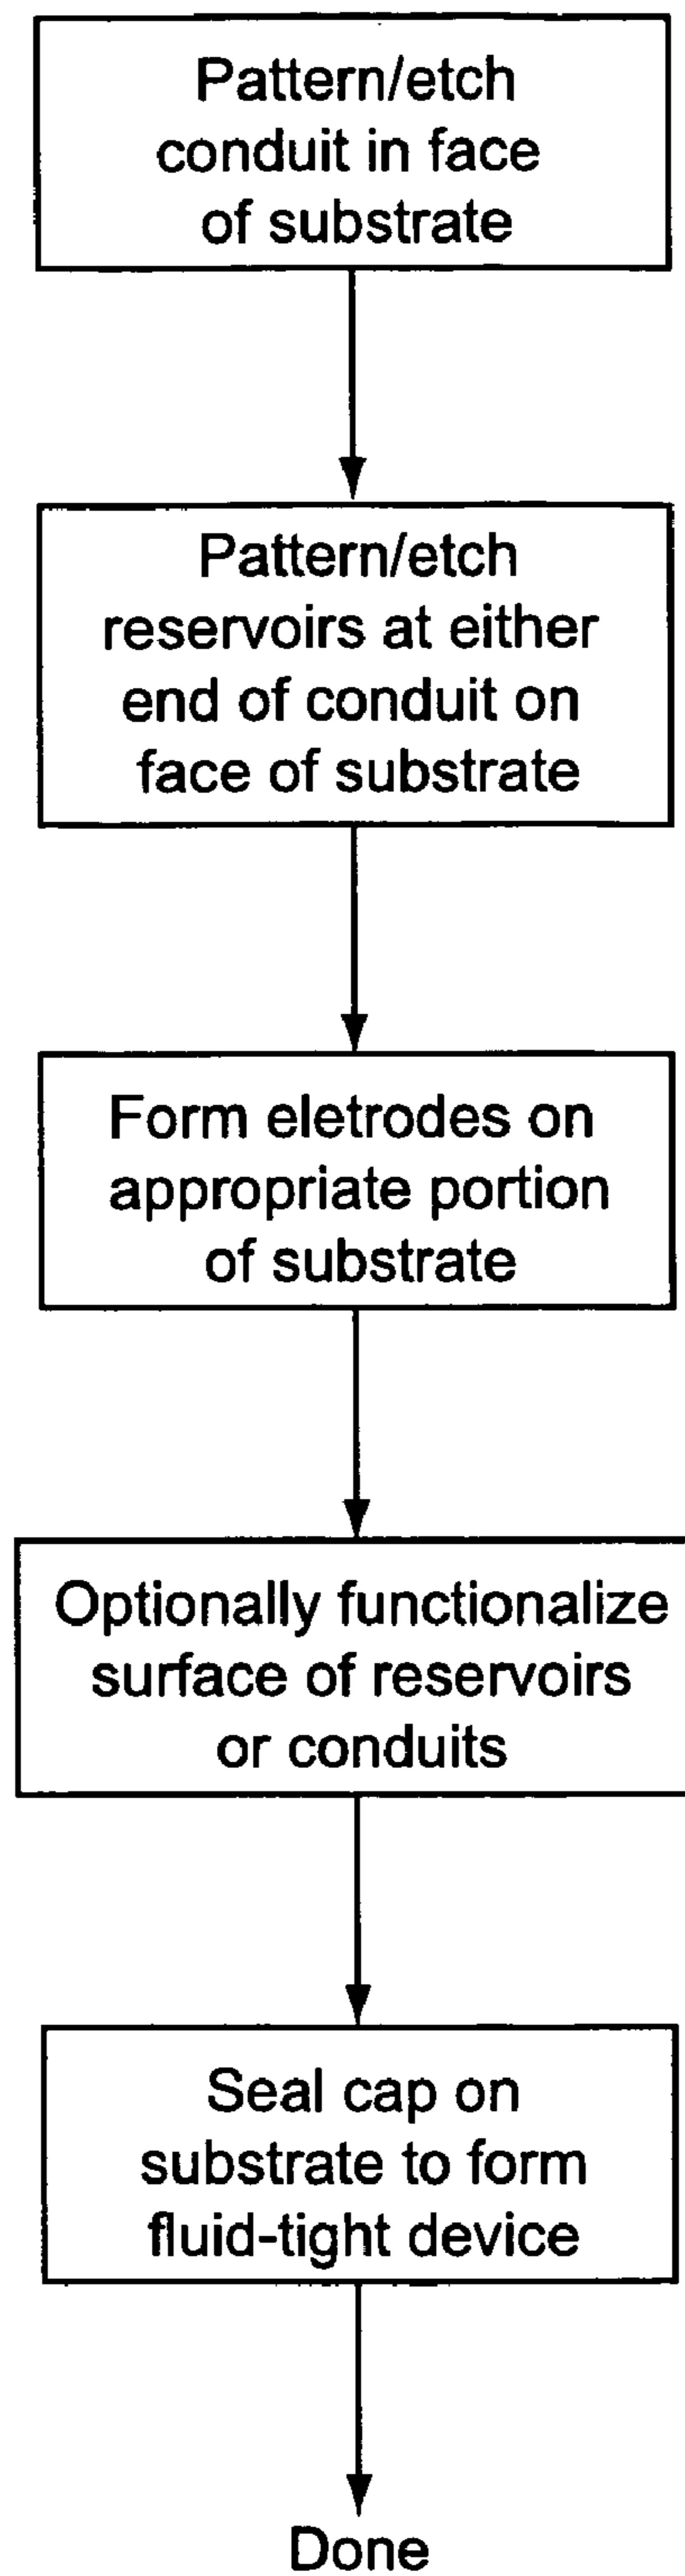 Pattern/etch
conduit in face
of substrate
Pattern/etch
reservoirs at either
end of conduit on
face of substrate
Form eletrodes on
appropriate portion
of substrate
Optionally functionalize
surface of reservoirs
or conduits
Seal cap on
substrate to form
fluid-tight device
Done